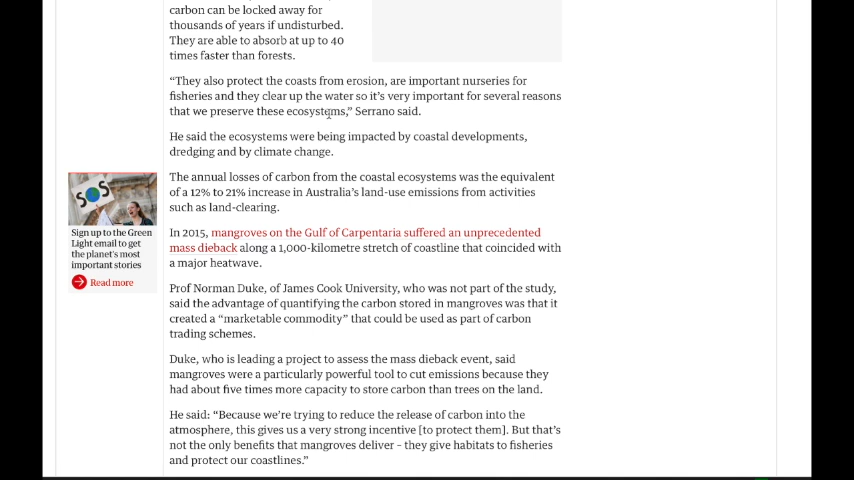 carbon can be locked away for
thousands of years if undisturbed.
They are able to absorb at up to 40
times faster than forests.
“They also protect the coasts from erosion, are important nurseries for
fisheries and they clear up the water so it’s very important for several reasons
that we preserve these ecosystems,” Serrano said.
He said the ecosystems were being impacted by coastal developments,
dredging and by climate change.
The annual losses of carbon from the coastal ecosystems was the equivalent
of a 12% to 21% increase in Australia’s land-use emissions from activities
such as land-clearing.
SOS
Sign up to the Green
Light email to get
the planet’s most
important stories
Read more
In 2015, mangroves on the Gulf of Carpentaria suffered an unprecedented
mass dieback along a 1,000-kilometre stretch of coastline that coincided with
a major heatwave.
Prof Norman Duke, of James Cook University, who was not part of the study,
said the advantage of quantifying the carbon stored in mangroves was that it
created a “marketable commodity” that could be used as part of carbon
trading schemes.
Duke, who is leading a project to assess the mass dieback event, said
mangroves were a particularly powerful tool to cut emissions because they
had about five times more capacity to store carbon than trees on the land.
He said: “Because we’re trying to reduce the release of carbon into the
atmosphere, this gives us a very strong incentive [to protect them]. But that’s
not the only benefits that mangroves deliver – they give habitats to fisheries
and protect our coastlines.”